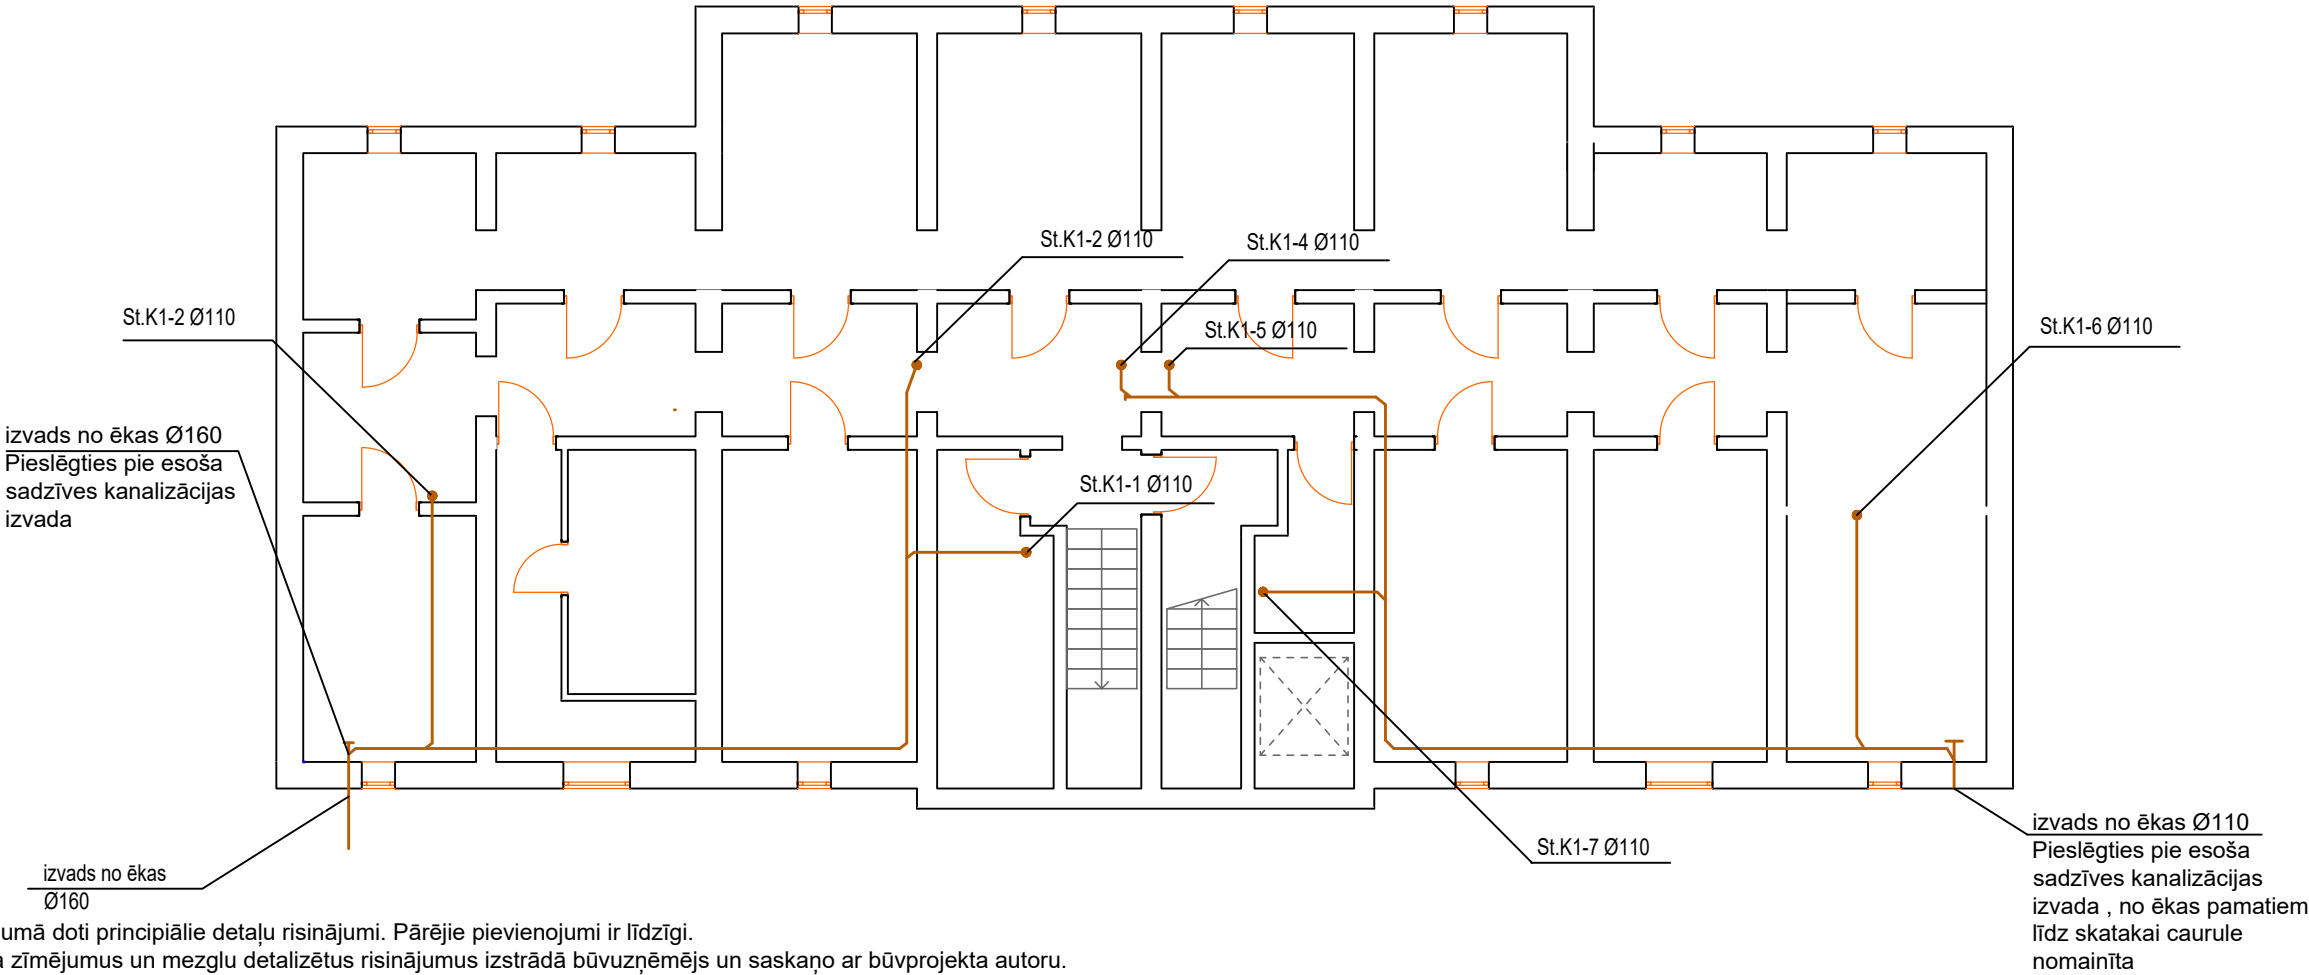 St.K1-2 Ø110
St.K1-4 Ø110
St.K1-5 Ø110
St.K1-2 Ø110
St.K1-6 Ø110
izvads no ēkas Ø160
Pieslēgties pie esoša
sadzīves kanalizācijas
izvada
St.K1-1 Ø110
St.K1-7 Ø110
izvads no ēkas
Ø160
izvads no ēkas Ø110
Pieslēgties pie esoša
sadzīves kanalizācijas
izvada , no ēkas pamatiem
līdz skatakai caurule
nomainīta
doti principiālie detaļu risinājumi. Pārējie pievienojumi ir līdzīgi.
zīmējumus un mezglu detalizētus risinājumus izstrādā būvuzņēmējs un saskaņo ar būvprojekta autoru.